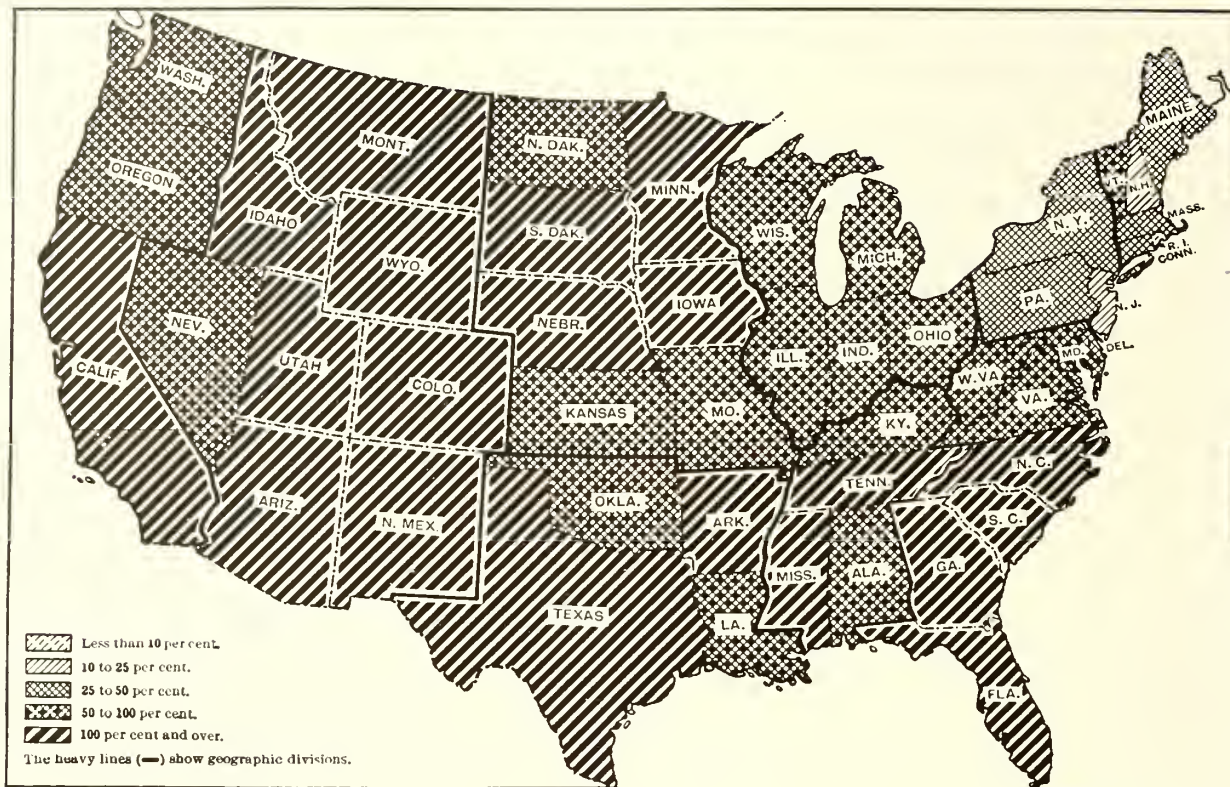 WASH.
OREGON
CALIF.
NEV.
IDAHO
MONT.
WYO.
UTAH
COLO.
ARIZ.
N. MEX.
N. DAK.
S. DAK.
NEBR.
KANSAS
OKLA.
TEXAS
MINN.
IOWA
MO.
ARK.
LA.
WIS.
ILL.
MICH.
IND.
OHIO
KY.
TENN.
MISS.
ALA.
GA.
FLA.
S. C.
N. C.
VA.
W. VA.
MD.
DEL.
PA.
N. J.
N. Y.
CONN.
R. I.
MASS.
VT.
N. H.
MAINE
Less than 10 per cent.
10 to 25 per cent.
25 to 50 per cent.
50 to 100 per cent.
100 per cent and over.
The heavy lines (▬) show geographic divisions.